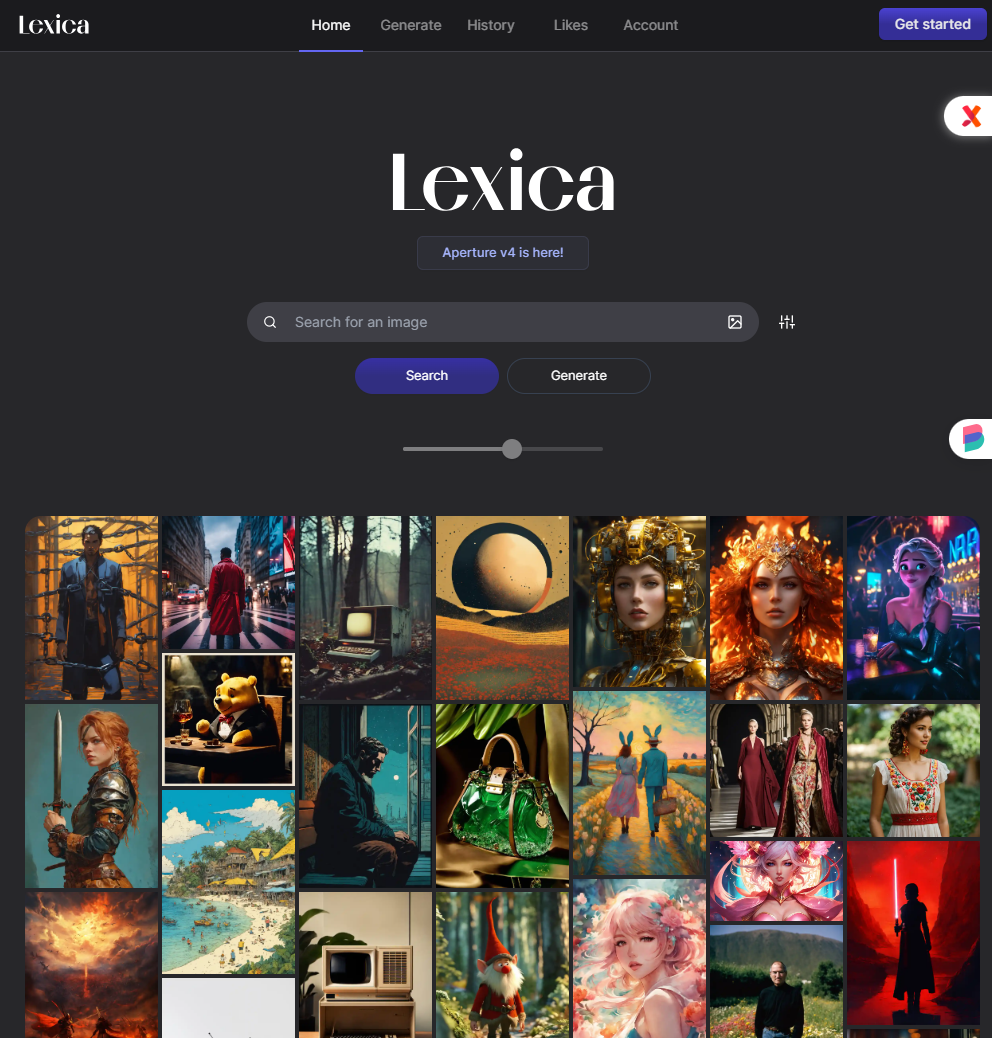 Lexica
Home Generate History Likes Account
Get started
Lexica
Aperture v4 is here!
Search for an image
Search
Generate